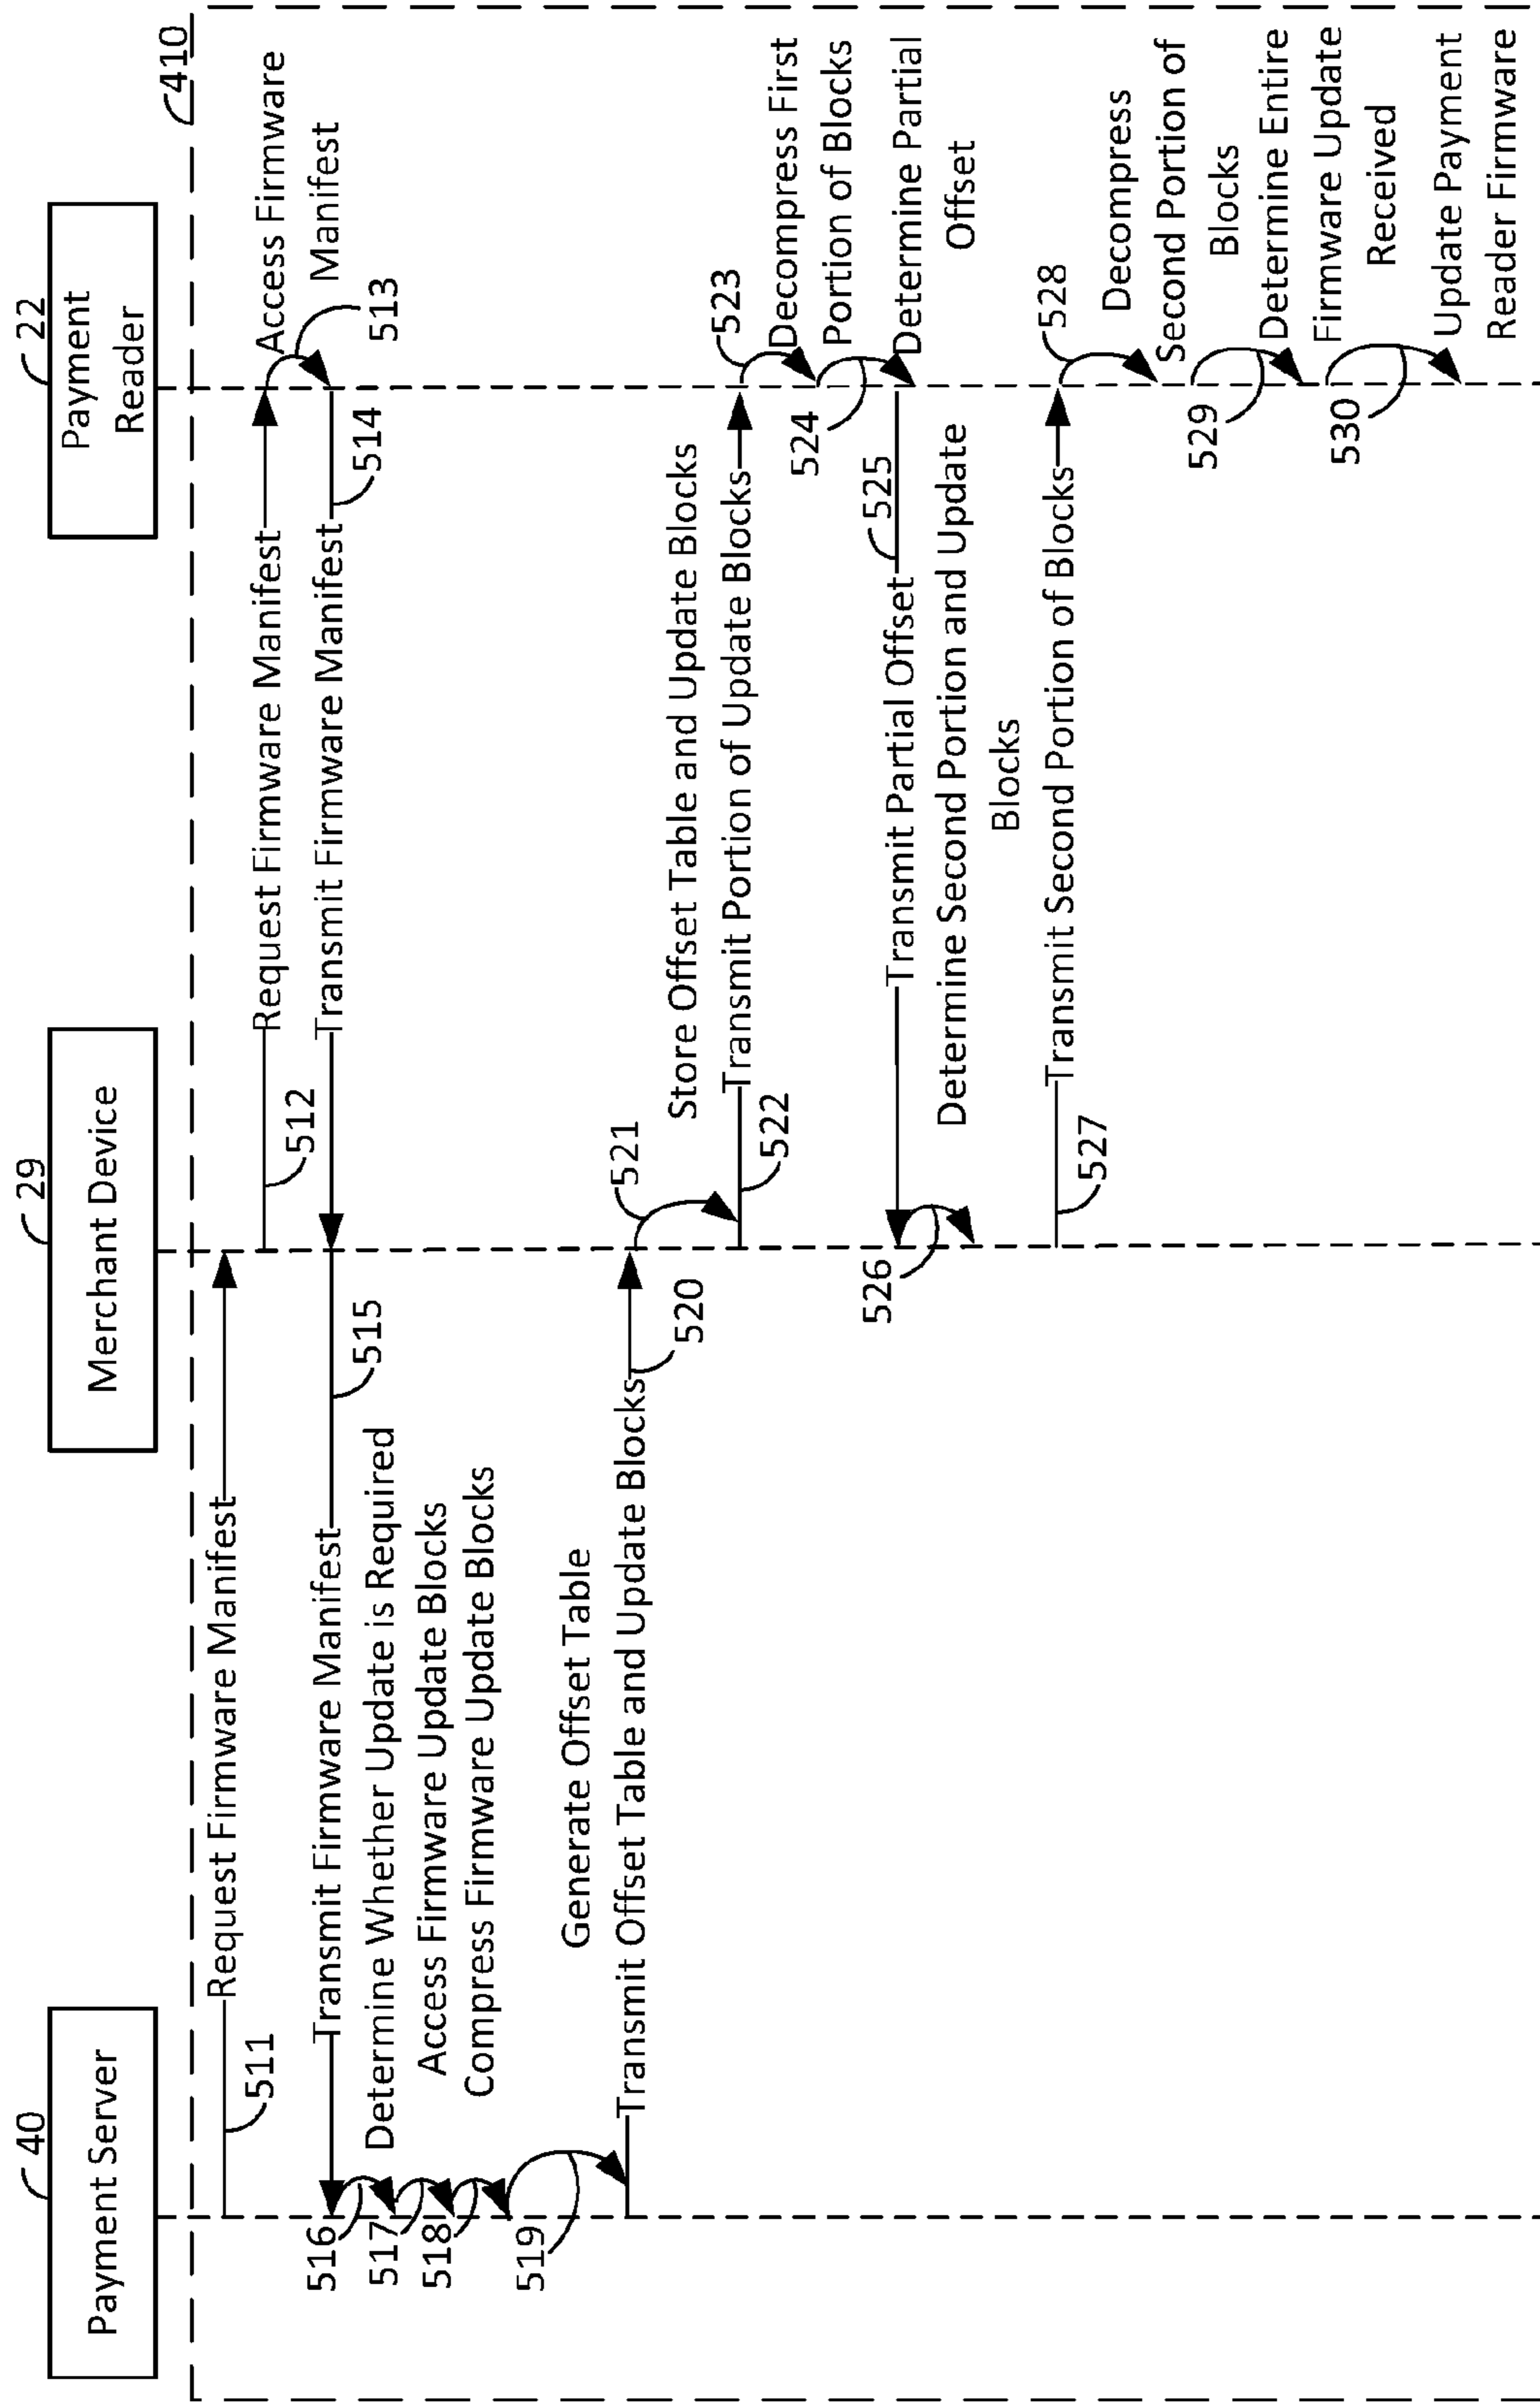 40
Payment Server
29
Merchant Device
22
Payment
Reader
410
Request Firmware Manifest
511
Request Firmware Manifest
512
Access Firmware
Manifest
513
Transmit Firmware Manifest
514
Transmit Firmware Manifest
515
516
Determine Whether Update is Required
517
Access Firmware Update Blocks
518
Compress Firmware Update Blocks
519
Generate Offset Table
Transmit Offset Table and Update Blocks
520
521
Store Offset Table and Update Blocks
Transmit Portion of Update Blocks
522
523
Decompress First
Portion of Blocks
524
Determine Partial
Offset
525
Transmit Partial Offset
526
Determine Second Portion and Update
Blocks
Transmit Second Portion of Blocks
527
528
Decompress
Second Portion of
Blocks
529
Determine Entire
Firmware Update
Received
530
Update Payment
Reader Firmware